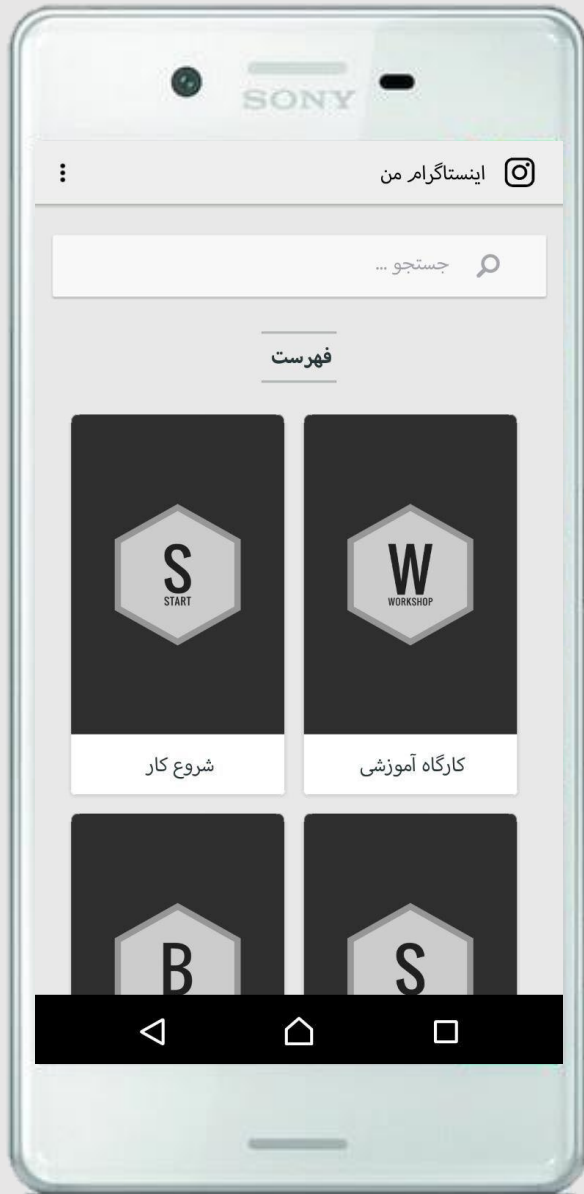 SONY
اینستاگرام من
جستجو ...
فهرست
W
WORKSHOP
کارگاه آموزشی
S
START
شروع کار
S
B